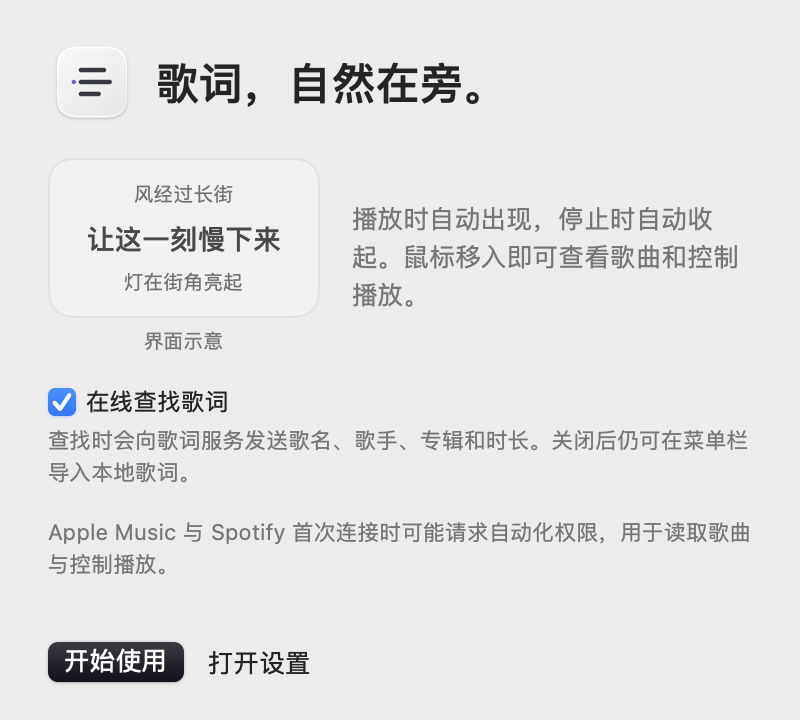 歌词，自然在旁。
风经过长街
让这一刻慢下来
灯在街角亮起
界面示意
播放时自动出现，停止时自动收
起。鼠标移入即可查看歌曲和控制
播放。
在线查找歌词
查找时会向歌词服务发送歌名、歌手、专辑和时长。关闭后仍可在菜单栏
导入本地歌词。
Apple Music 与 Spotify 首次连接时可能请求自动化权限，用于读取歌曲
与控制播放。
开始使用
打开设置